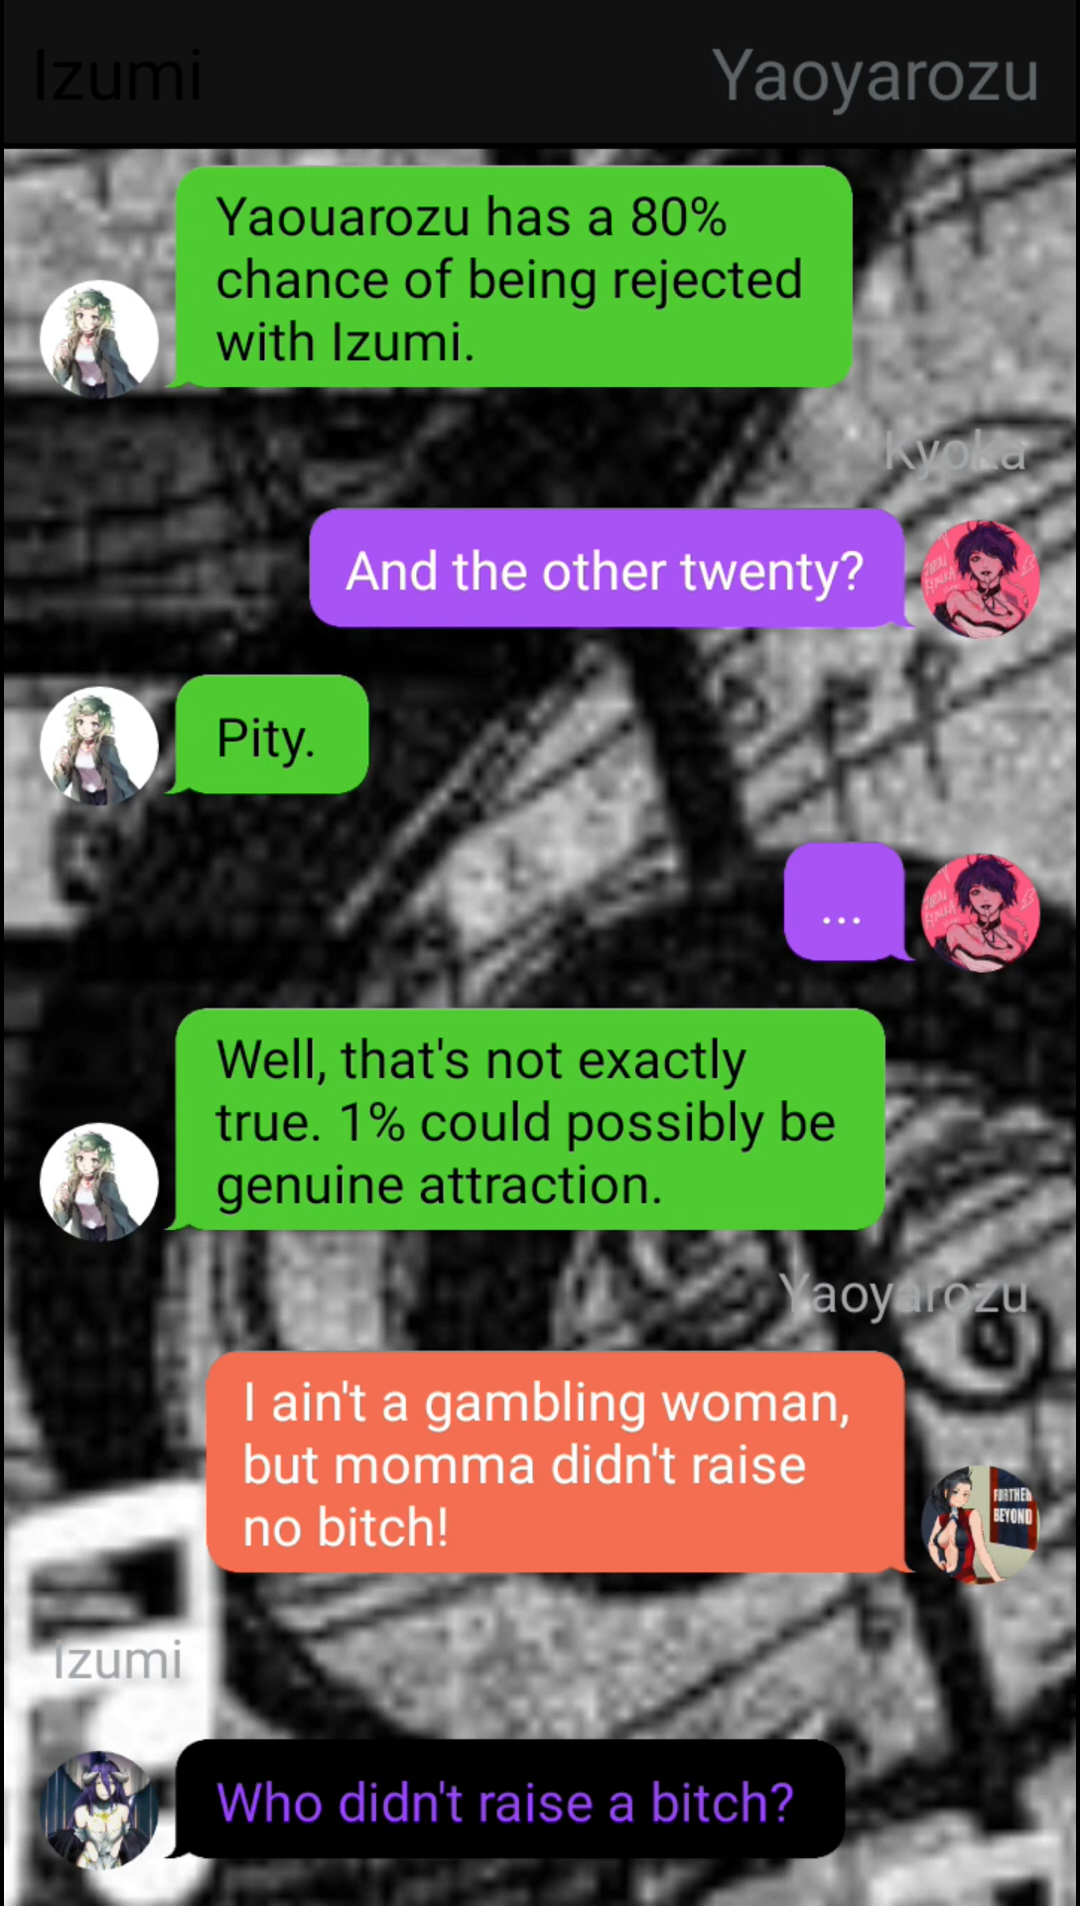 Izumi
Yaoyarozu
Yaouarozu has a 80%
chance of being rejected
with Izumi.
Kyoka
And the other twenty?
Pity.
...
Well, that's not exactly
true. 1% could possibly be
genuine attraction.
Yaoyarozu
I ain't a gambling woman,
but momma didn't raise
no bitch!
FURTHER
BEYOND
Izumi
Who didn't raise a bitch?